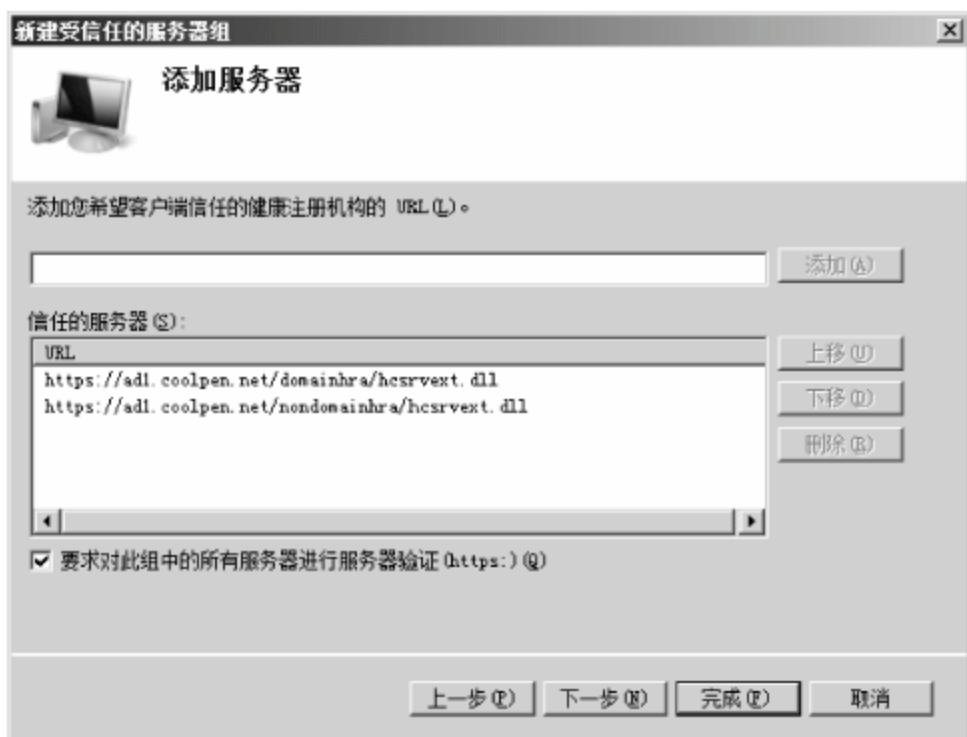 新建受信任的服务器组
添加服务器
添加您希望客户端信任的健康注册机构的 URL(L)。
添加(A)
信任的服务器(S):
URL
上移(U)
https://ad1.coolpen.net/domainhra/hcsrvext.dll
https://ad1.coolpen.net/nondomainhra/hcsrvext.dll
下移(D)
删除(R)
要求对此组中的所有服务器进行服务器验证(https:)(Q)
上一步(P)
下一步(N)
完成(F)
取消